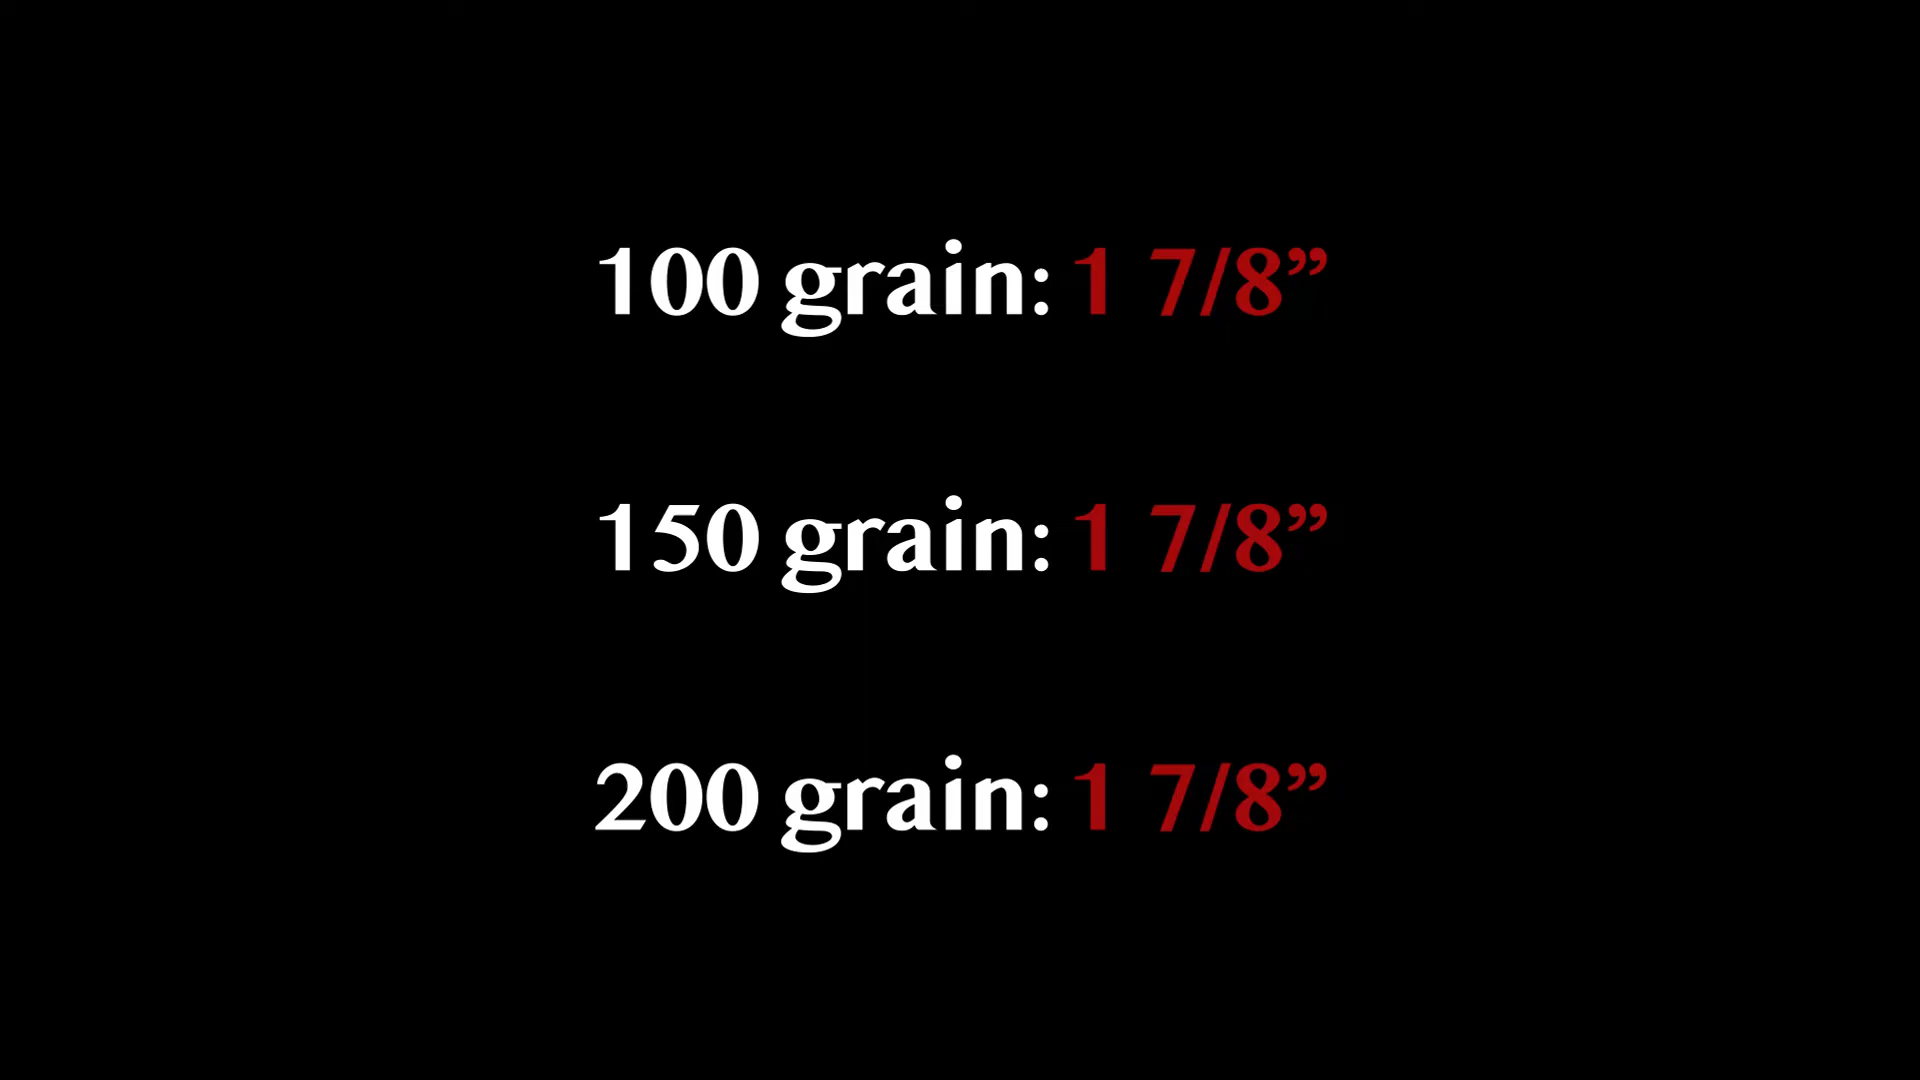 100 grain: 1 7/8”
150 grain: 1 7/8”
200 grain: 1 7/8”